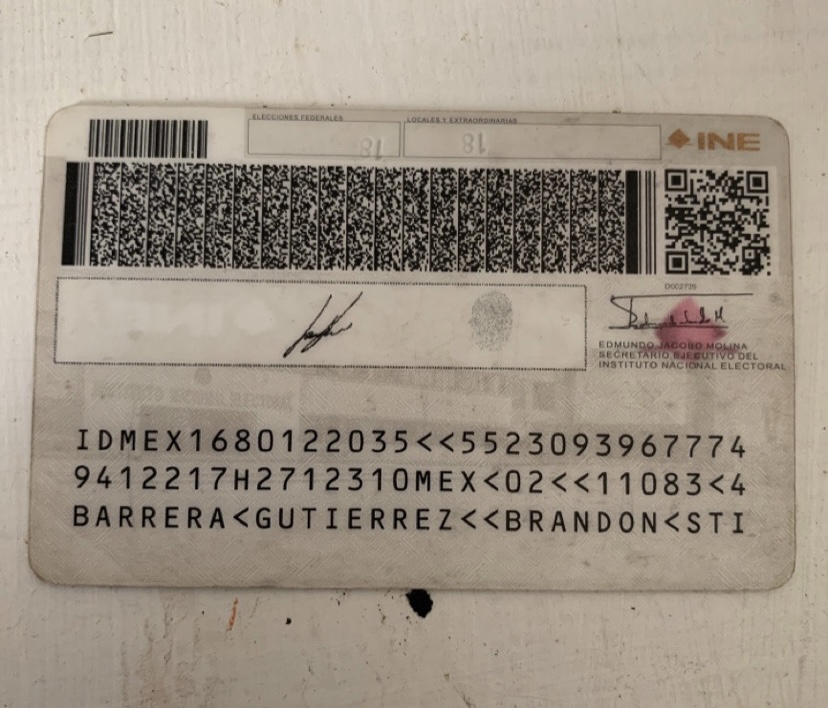 ELECCIONES FEDERALES LOCALES Y EXTRAORDINARIAS
18 18
INE
D002735
EDMUNDO JACOBO MOLINA
SECRETARIO EJECUTIVO DEL
INSTITUTO NACIONAL ELECTORAL
IDMEX1680122035<<5523093967774
9412217H2712310MEX<02<<11083<4
BARRERA<GUTIERREZ<<BRANDON<STI